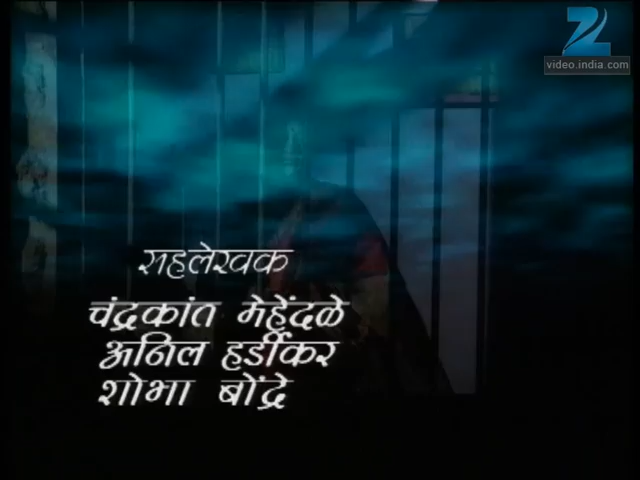 Z
video.india.com
सहलेखक
चंद्रकांत मेहेंदळे
अनिल हर्डीकर
शोभा बोंद्रे